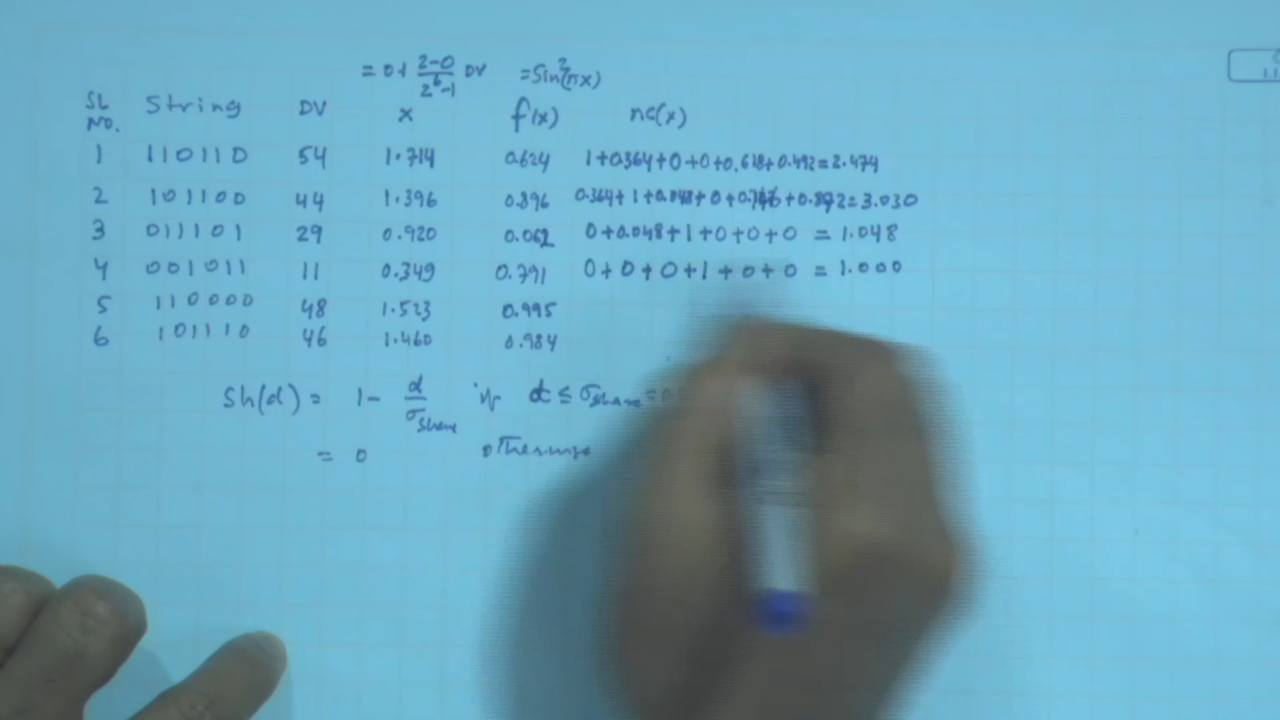 = 0+ 2-0/2^6-1 DV = Sin²(πx)
SL NO. String DV x f(x) nc(x)
1 110110 54 1.714 0.624 1+0.364+0+0+0.618+0.492=2.474
2 101100 44 1.396 0.896 0.364+1+0.048+0+ +0.872=3.030
3 011101 29 0.920 0.062 0+0.048+1+0+0+0 = 1.048
4 001011 11 0.349 0.791 0+0+0+1+0+0 = 1.000
5 110000 48 1.523 0.995
6 101110 46 1.460 0.984
Sh(d) = 1- d/σshare if d ≤ σshare =
= 0 otherwise